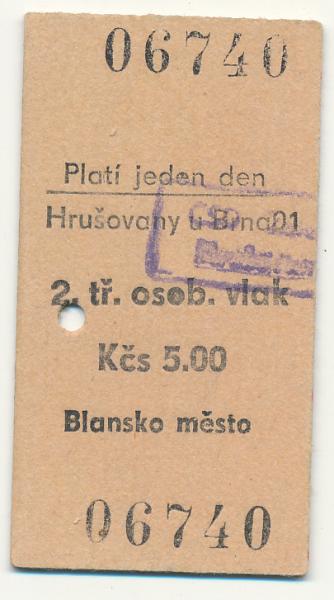 06740
Platí jeden den
Hrušovany u Brna01
2. tř. osob. vlak
Kčs 5.00
Blansko město
06740